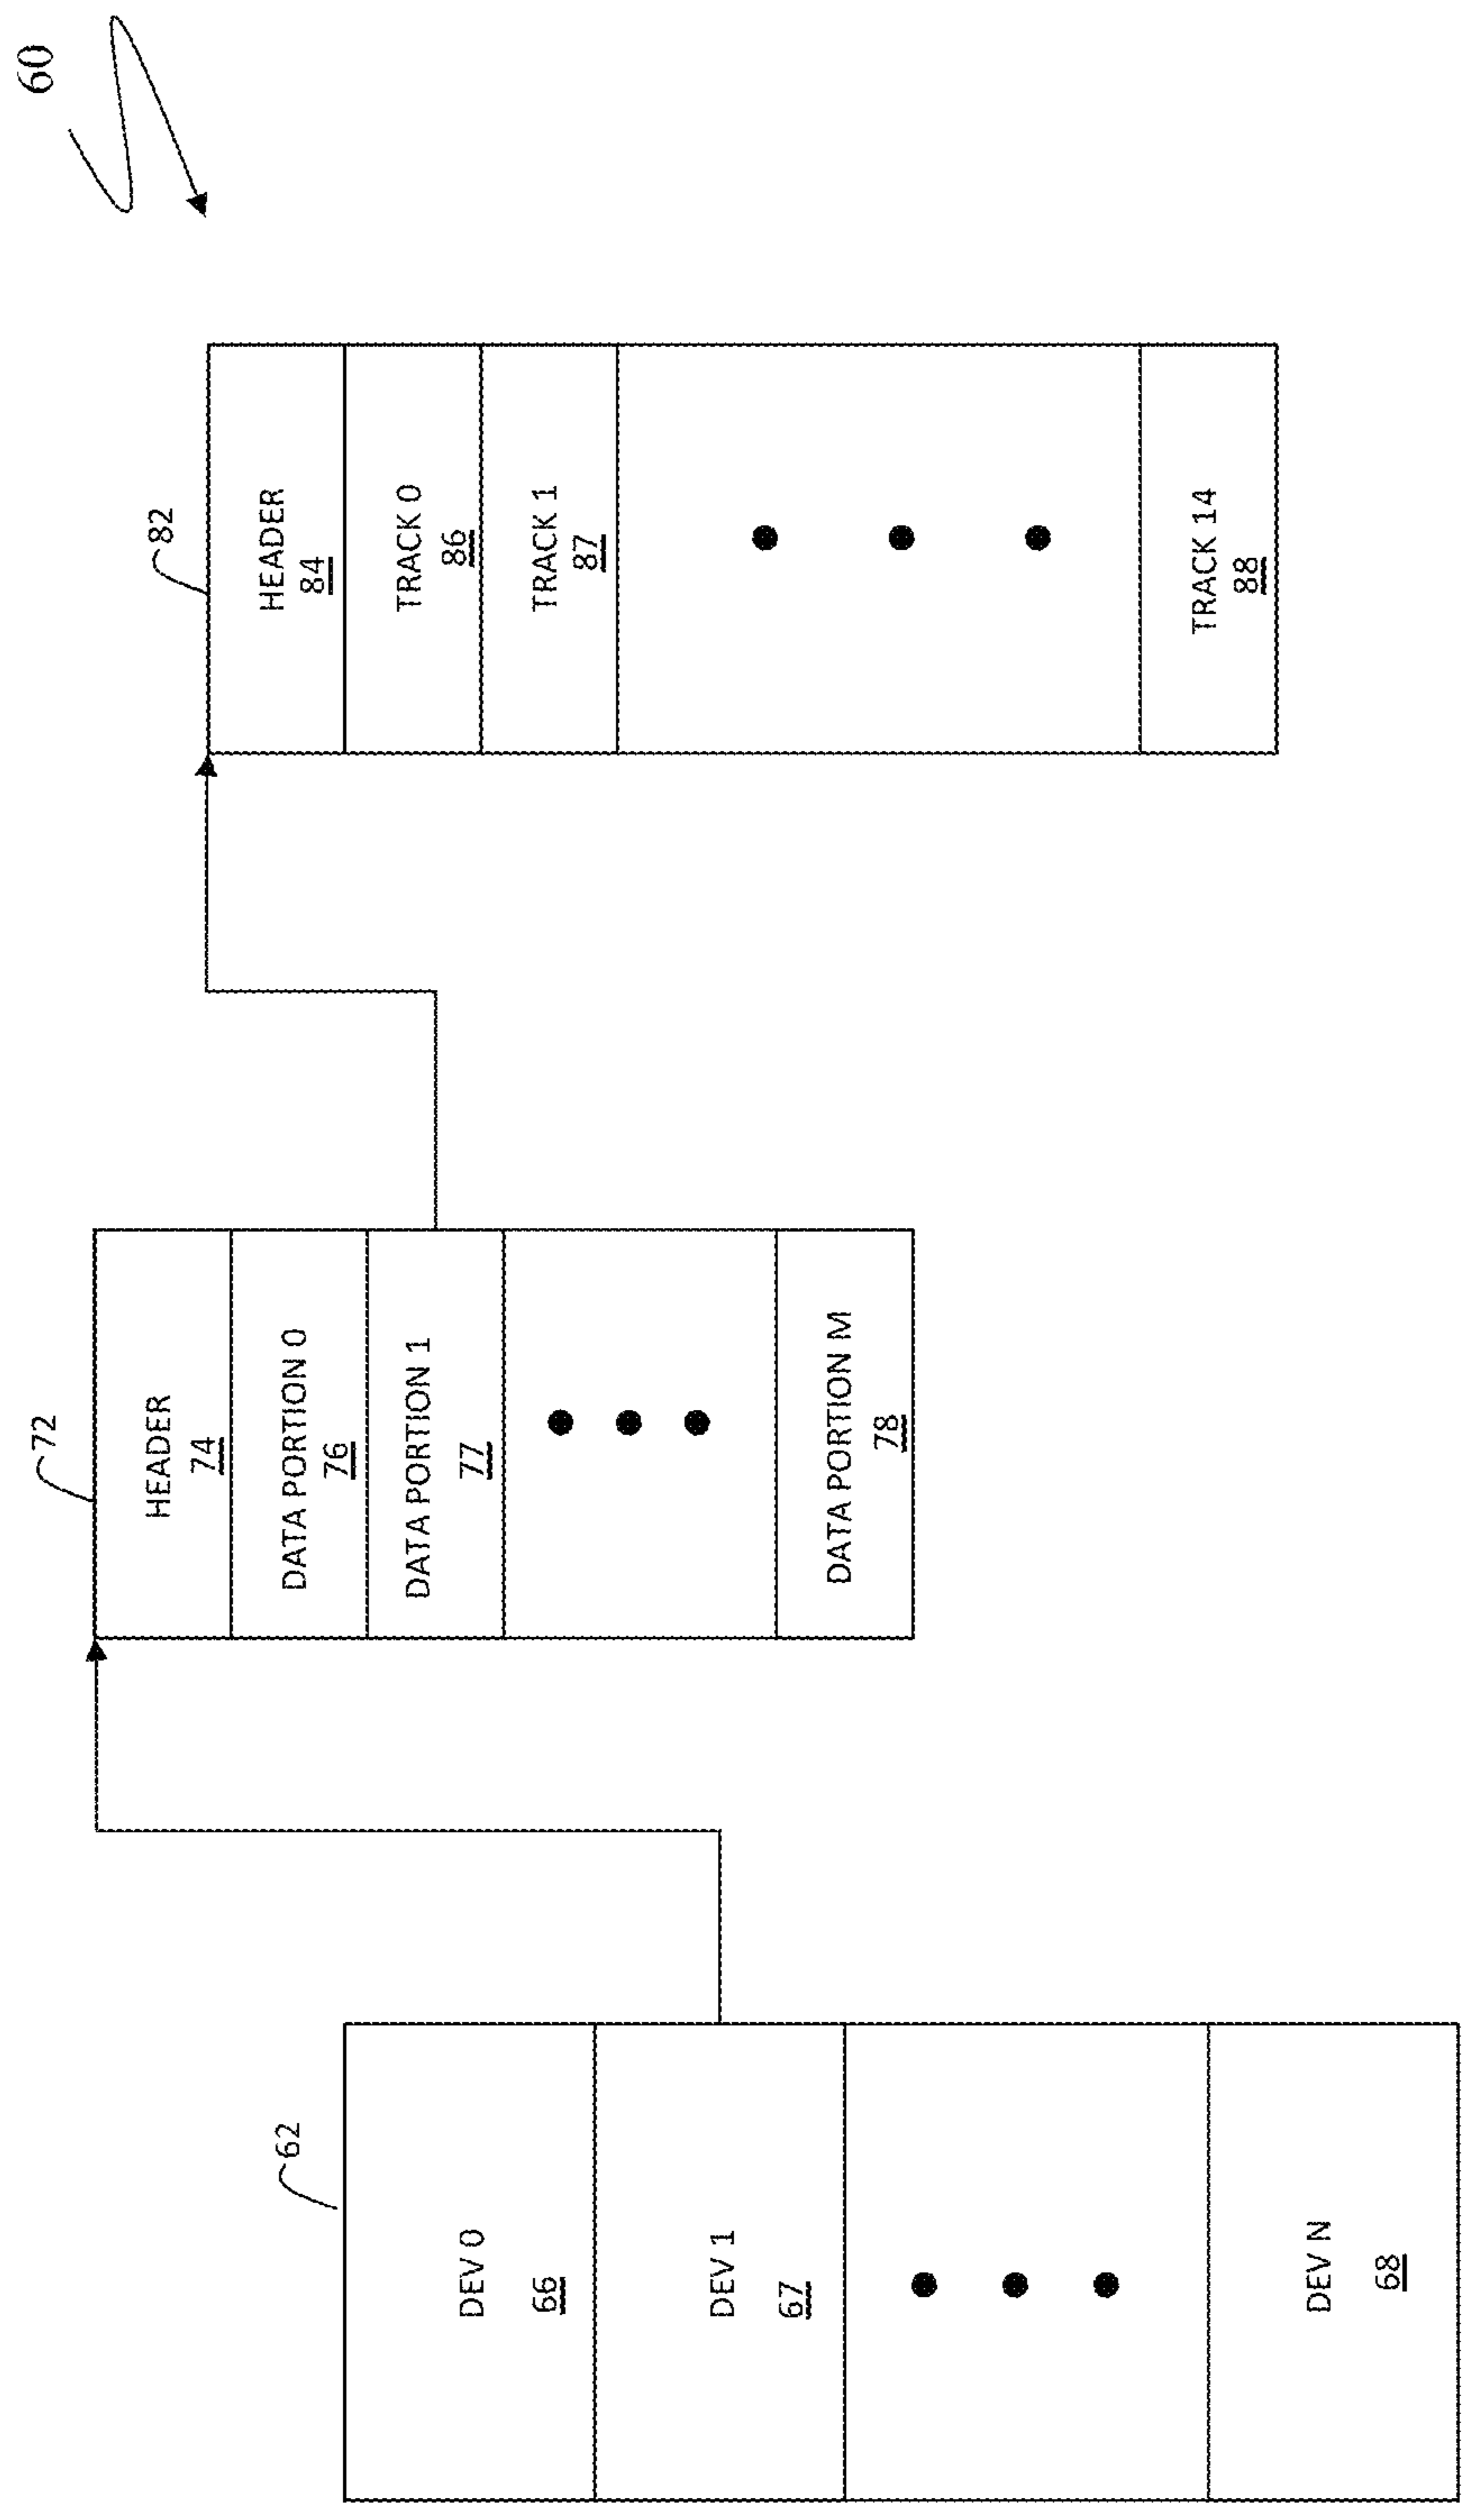 60
62
DEV 0
66
DEV 1
67
DEV N
68
72
HEADER
74
DATA PORTION 0
76
DATA PORTION 1
77
DATA PORTION M
78
82
HEADER
84
TRACK 0
86
TRACK 1
87
TRACK 14
88